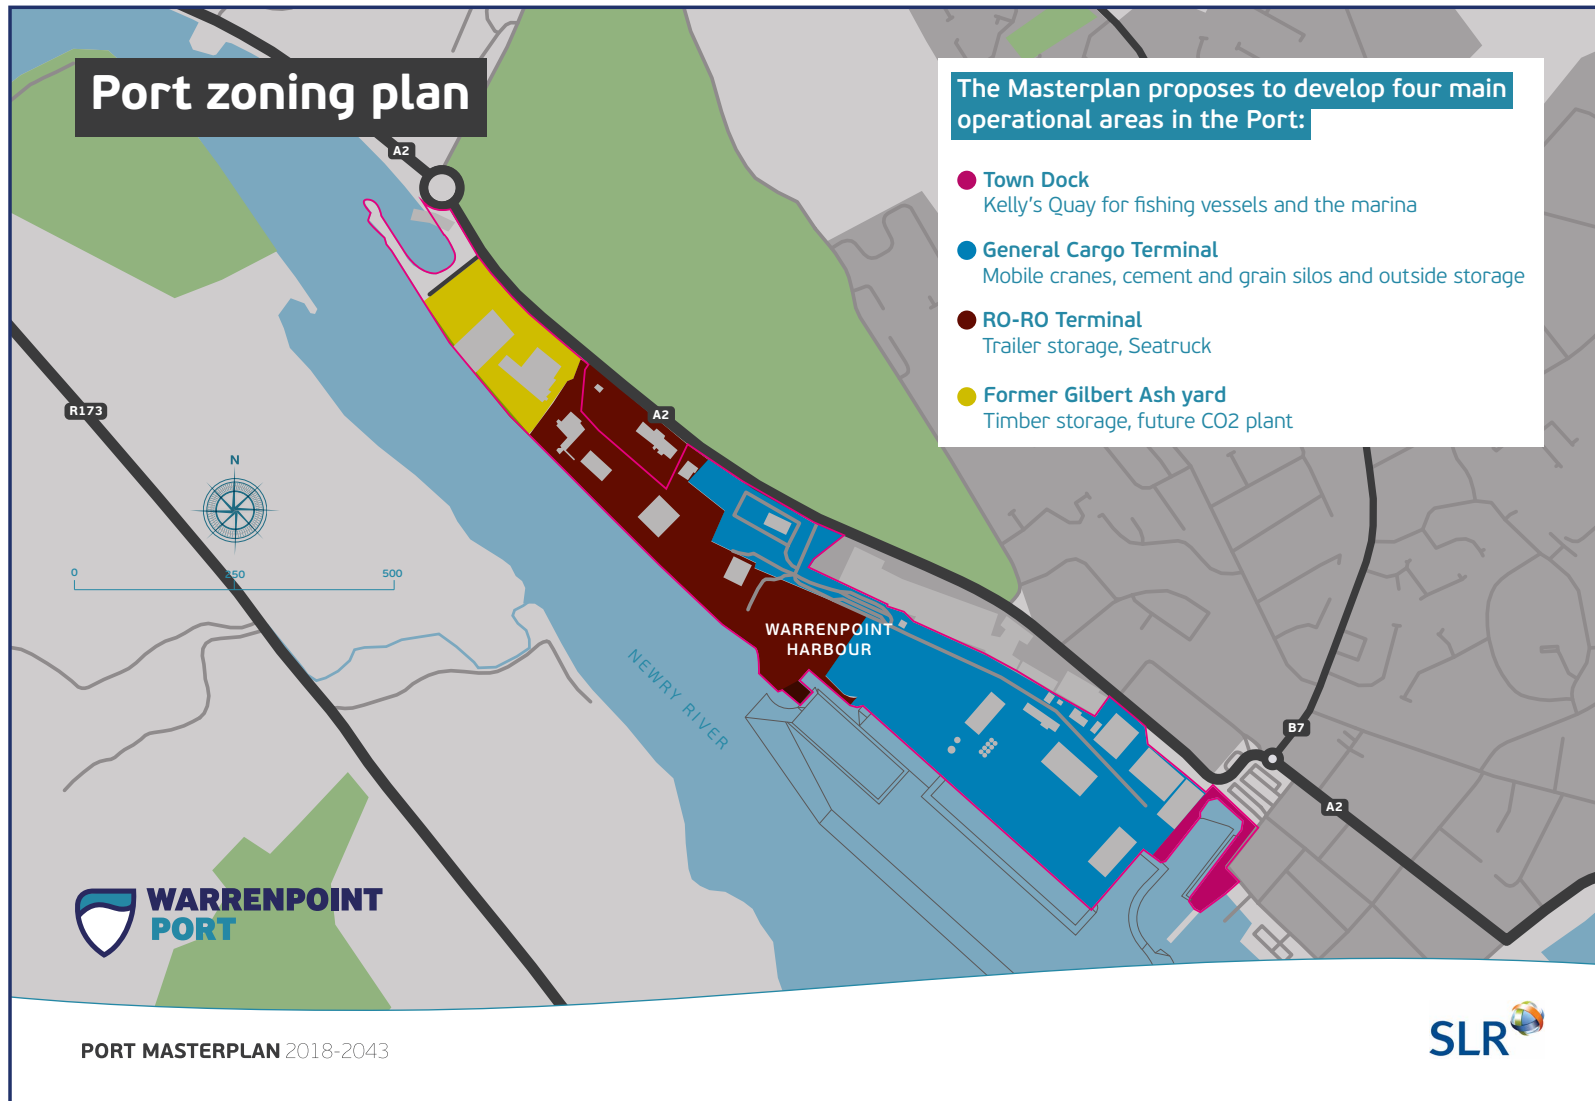 Port zoning plan
The Masterplan proposes to develop four main
operational areas in the Port:
Town Dock
Kelly's Quay for fishing vessels and the marina
General Cargo Terminal
Mobile cranes, cement and grain silos and outside storage
RO-RO Terminal
Trailer storage, Seatruck
Former Gilbert Ash yard
Timber storage, future CO2 plant
A2
R173
A2
N
0 250 500
WARRENPOINT
HARBOUR
NEWRY RIVER
B7
A2
WARRENPOINT
PORT
PORT MASTERPLAN 2018-2043
SLR